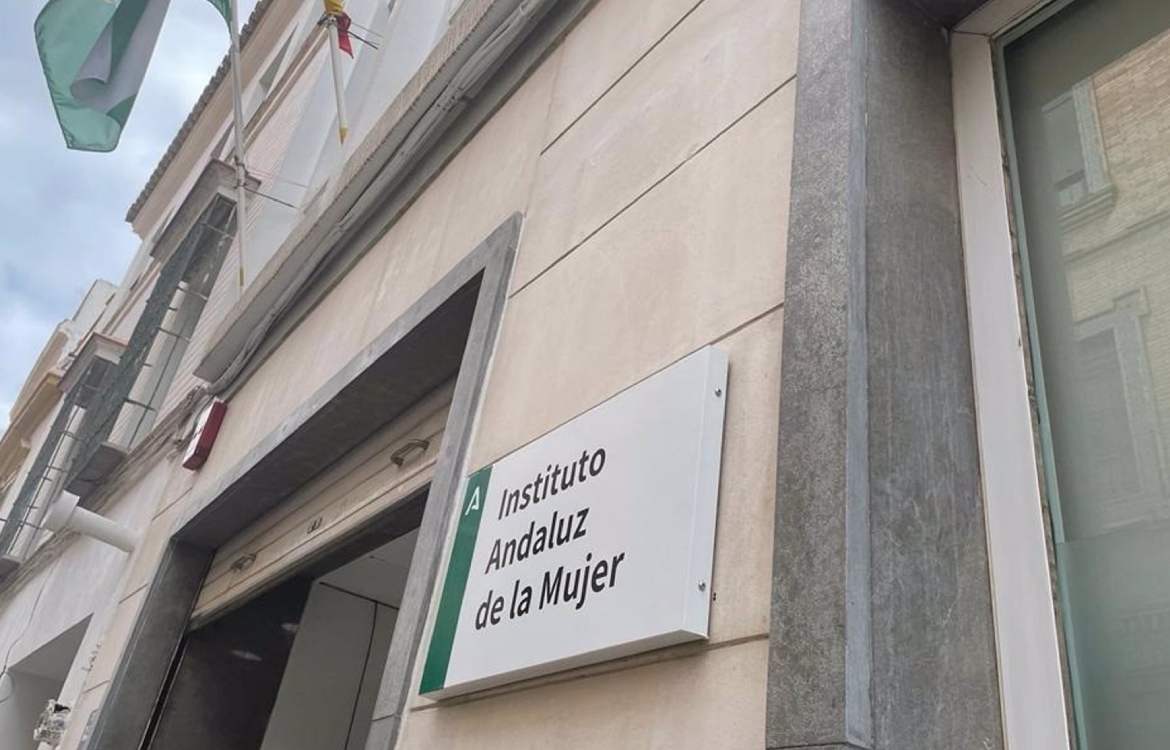 Instituto
Andaluz
de la Mujer